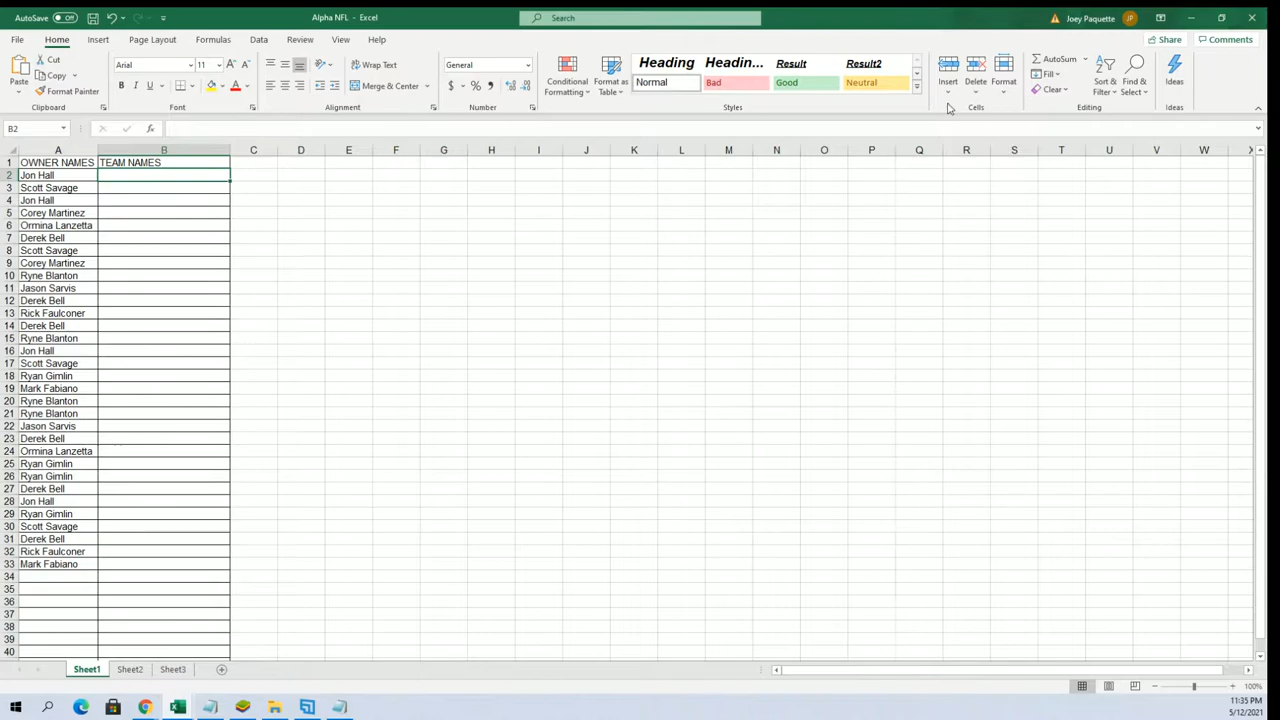 AutoSave Off Alpha NFL - Excel Search Joey Paquette JP
File Home Insert Page Layout Formulas Data Review View Help Share Comments
Paste Cut Copy Format Painter Clipboard
Arial 11 A A B I U A Font
Wrap Text Merge & Center Alignment
General $ % Number
Conditional Formatting Format as Table
Heading Headin... Result Result2
Normal Bad Good Neutral Styles
Insert Delete Format Cells
AutoSum Fill Clear Sort & Filter Find & Select Editing
Ideas Ideas
B2 fx
A B C D E F G H I J K L M N O P Q R S T U V W X
1 OWNER NAMES TEAM NAMES
2 Jon Hall
3 Scott Savage
4 Jon Hall
5 Corey Martinez
6 Ormina Lanzetta
7 Derek Bell
8 Scott Savage
9 Corey Martinez
10 Ryne Blanton
11 Jason Sarvis
12 Derek Bell
13 Rick Faulconer
14 Derek Bell
15 Ryne Blanton
16 Jon Hall
17 Scott Savage
18 Ryan Gimlin
19 Mark Fabiano
20 Ryne Blanton
21 Ryne Blanton
22 Jason Sarvis
23 Derek Bell
24 Ormina Lanzetta
25 Ryan Gimlin
26 Ryan Gimlin
27 Derek Bell
28 Jon Hall
29 Ryan Gimlin
30 Scott Savage
31 Derek Bell
32 Rick Faulconer
33 Mark Fabiano
34
35
36
37
38
39
40
Sheet1 Sheet2 Sheet3
100%
11:35 PM
5/12/2021